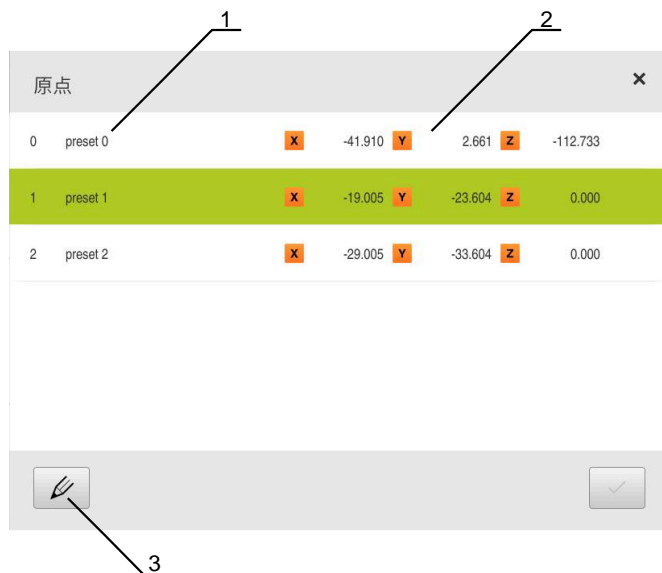 1 2
原点 ×
0 preset 0 X -41.910 Y 2.661 Z -112.733
1 preset 1 X -19.005 Y -23.604 Z 0.000
2 preset 2 X -29.005 Y -33.604 Z 0.000
3